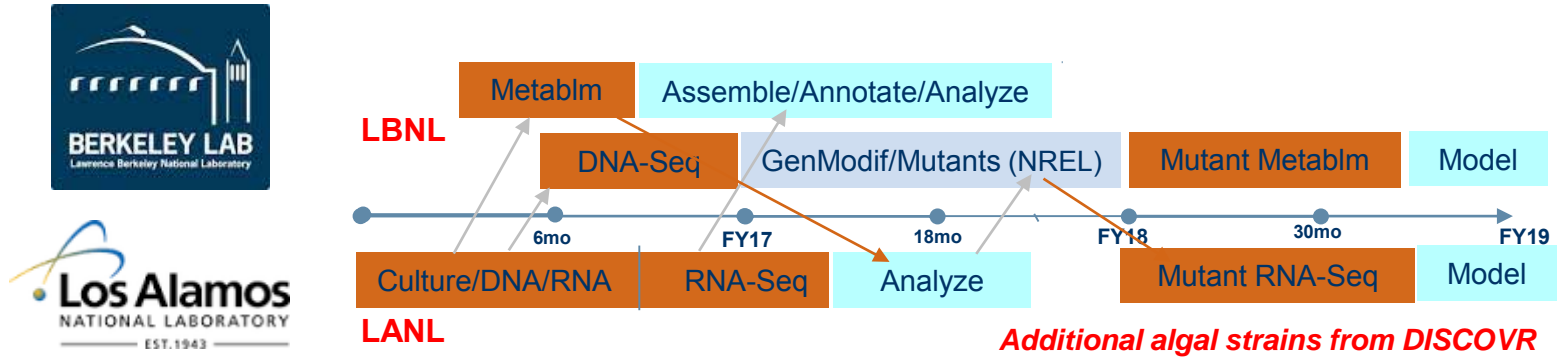 BERKELEY LAB
Lawrence Berkeley National Laboratory
Los Alamos
NATIONAL LABORATORY
EST.1943
Metablm
Assemble/Annotate/Analyze
LBNL
DNA-Seq
GenModif/Mutants (NREL)
Mutant Metablm
Model
6mo
FY17
18mo
FY18
30mo
FY19
Culture/DNA/RNA
RNA-Seq
Analyze
Mutant RNA-Seq
Model
LANL
Additional algal strains from DISCOVR